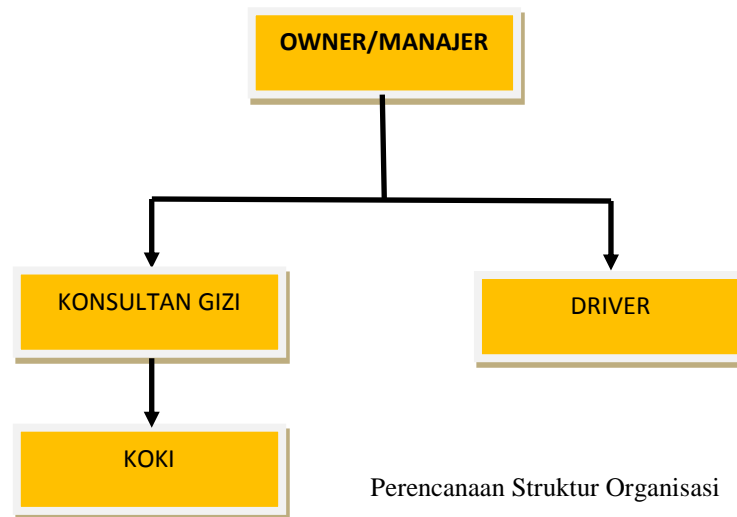 OWNER/MANAJER
KONSULTAN GIZI
DRIVER
KOKI
Perencanaan Struktur Organisasi